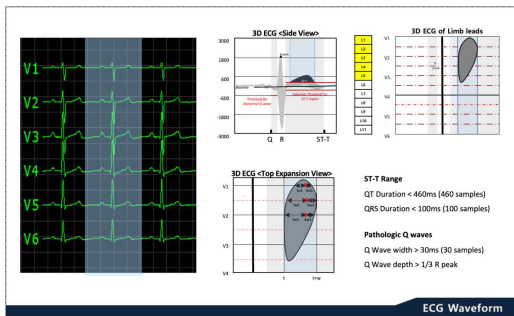 V1
V2
V3
V4
V5
V6
3D ECG <Side View>
3000
1800
600
-600
-1800
-3000
Baseline
Threshold for
Abnormal Q wave
Adaptive Threshold for
ST-T region
Q
R
ST-T
L1
L2
L3
L4
L5
L6
L7
L8
L9
L10
L11
3D ECG of Limb leads
V1
V2
V3
V4
3D ECG <Top Expansion View>
V1
V2
V3
V4
t
t+w
ST-T Range
QT Duration < 460ms (460 samples)
QRS Duration < 100ms (100 samples)
Pathologic Q waves
Q Wave width > 30ms (30 samples)
Q Wave depth > 1/3 R peak
ECG Waveform